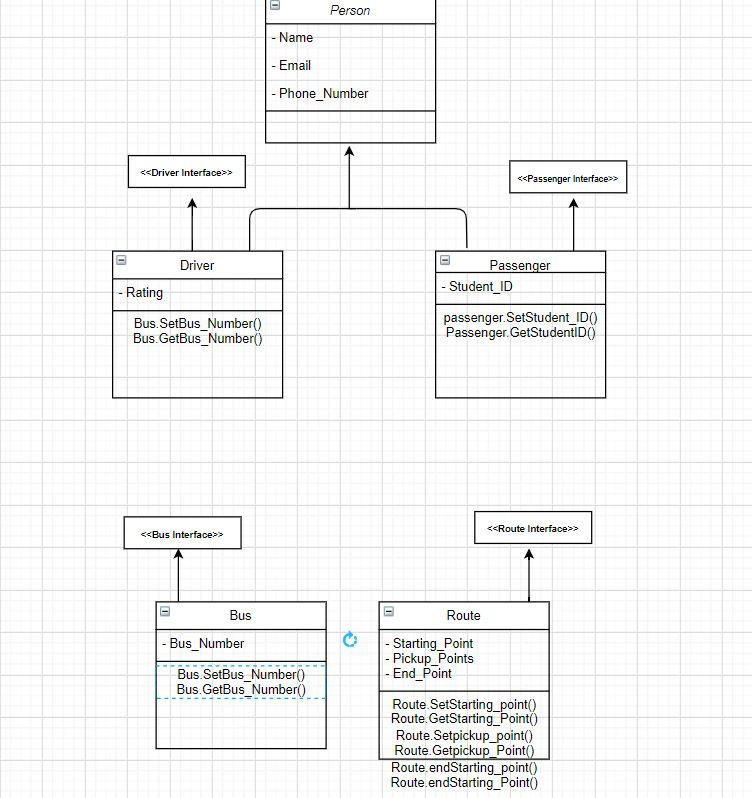 Person
- Name
- Email
- Phone_Number
<<Driver Interface>>
<<Passenger Interface>>
Driver
- Rating
Bus.SetBus_Number()
Bus.GetBus_Number()
Passenger
- Student_ID
passenger.SetStudent_ID()
Passenger.GetStudentID()
<<Bus Interface>>
<<Route Interface>>
Bus
- Bus_Number
Bus.SetBus_Number()
Bus.GetBus_Number()
Route
- Starting_Point
- Pickup_Points
- End_Point
Route.SetStarting_point()
Route.GetStarting_Point()
Route.Setpickup_point()
Route.Getpickup_Point()
Route.endStarting_point()
Route.endStarting_Point()